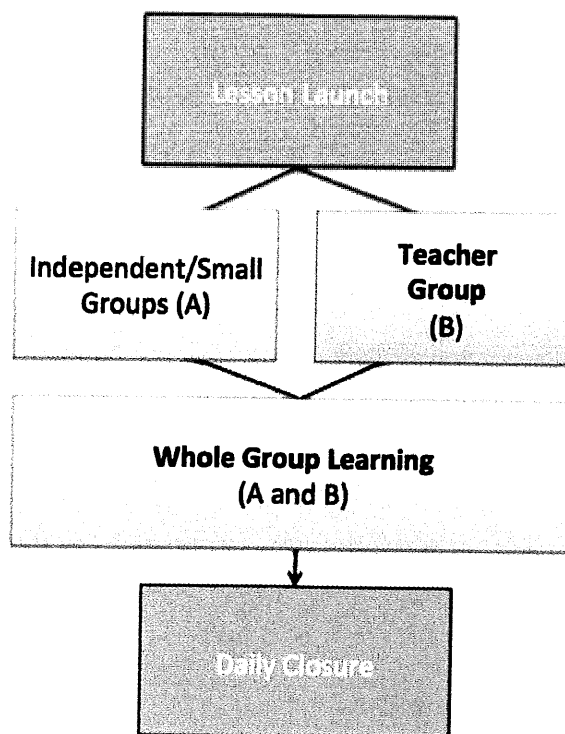 Lesson Launch
Independent/Small
Groups (A)
Teacher
Group
(B)
Whole Group Learning
(A and B)
Daily Closure